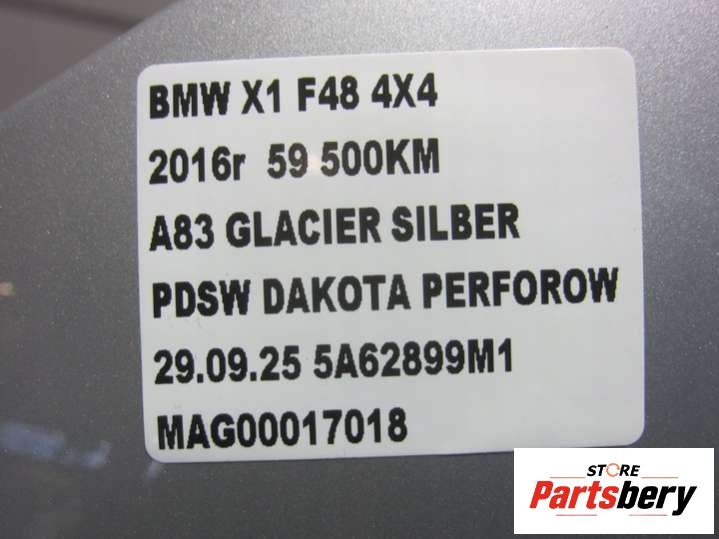 BMW X1 F48 4X4
2016r 59 500KM
A83 GLACIER SILBER
PDSW DAKOTA PERFOROW
29.09.25 5A62899M1
MAG00017018
STORE
Partsbery